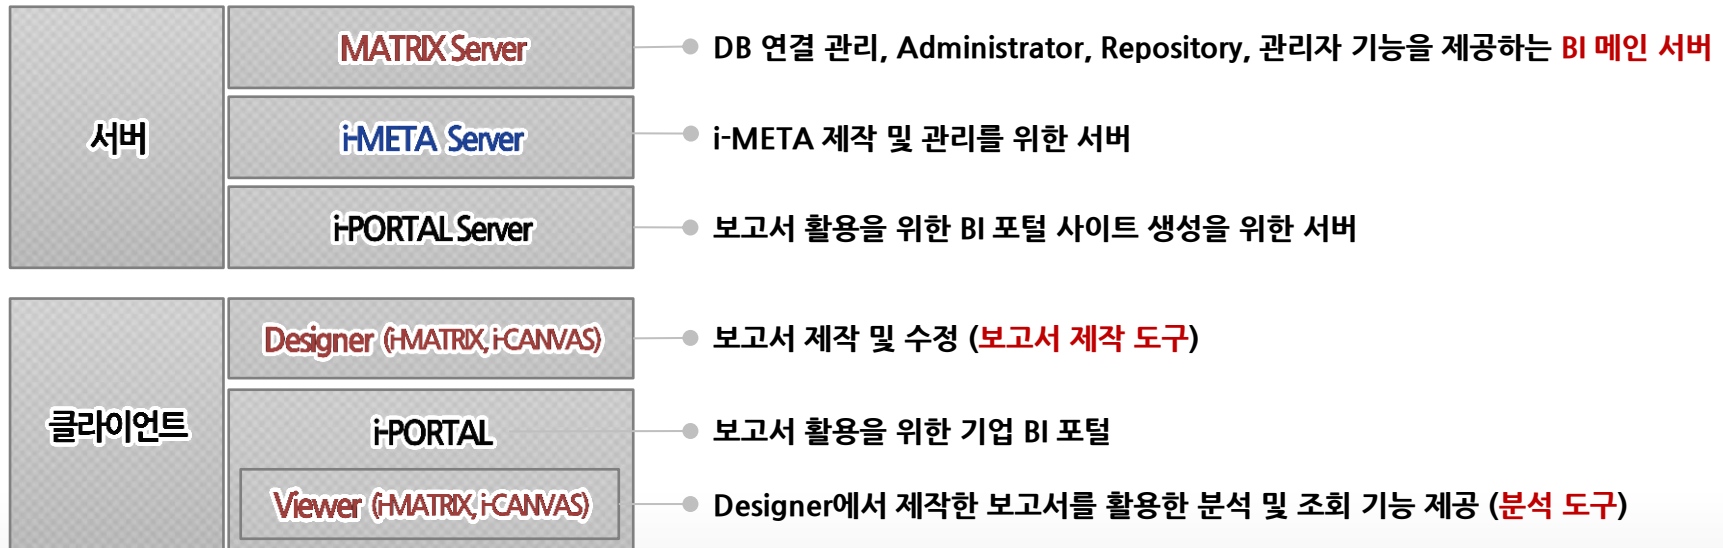 서버
MATRIX Server
DB 연결 관리, Administrator, Repository, 관리자 기능을 제공하는 BI 메인 서버
i-META Server
i-META 제작 및 관리를 위한 서버
i-PORTAL Server
보고서 활용을 위한 BI 포털 사이트 생성을 위한 서버
클라이언트
Designer (i-MATRIX, i-CANVAS)
보고서 제작 및 수정 (보고서 제작 도구)
i-PORTAL
보고서 활용을 위한 기업 BI 포털
Viewer (i-MATRIX, i-CANVAS)
Designer에서 제작한 보고서를 활용한 분석 및 조회 기능 제공 (분석 도구)